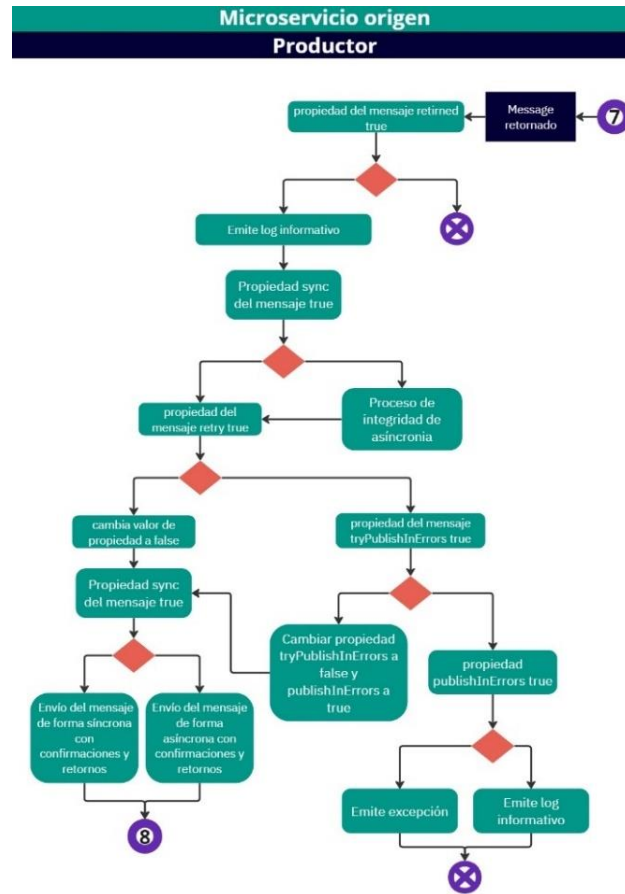 Microservicio origen
Productor
propiedad del mensaje retirned
true
Message
retornado
7
Emite log informativo
Propiedad sync
del mensaje true
propiedad del
mensaje retry true
Proceso de
integridad de
asíncronia
cambia valor de
propiedad a false
propiedad del mensaje
tryPublishInErrors true
Propiedad sync
del mensaje true
Cambiar propiedad
tryPublishInErrors a
false y
publishInErrors a
true
propiedad
publishInErrors true
Envío del mensaje
de forma síncrona
con
confirmaciones y
retornos
Envío del mensaje
de forma
asíncrona con
confirmaciones y
retornos
Emite excepción
Emite log
informativo
8